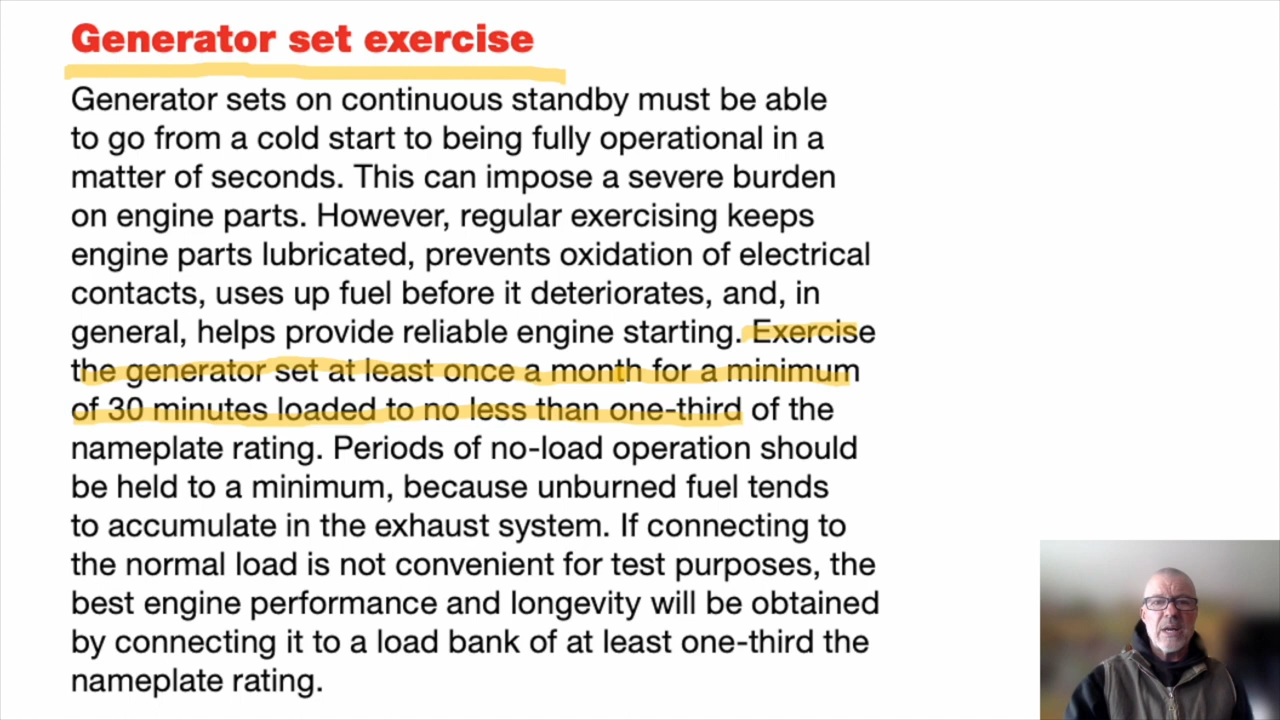 Generator set exercise
Generator sets on continuous standby must be able
to go from a cold start to being fully operational in a
matter of seconds. This can impose a severe burden
on engine parts. However, regular exercising keeps
engine parts lubricated, prevents oxidation of electrical
contacts, uses up fuel before it deteriorates, and, in
general, helps provide reliable engine starting. Exercise
the generator set at least once a month for a minimum
of 30 minutes loaded to no less than one-third of the
nameplate rating. Periods of no-load operation should
be held to a minimum, because unburned fuel tends
to accumulate in the exhaust system. If connecting to
the normal load is not convenient for test purposes, the
best engine performance and longevity will be obtained
by connecting it to a load bank of at least one-third the
nameplate rating.